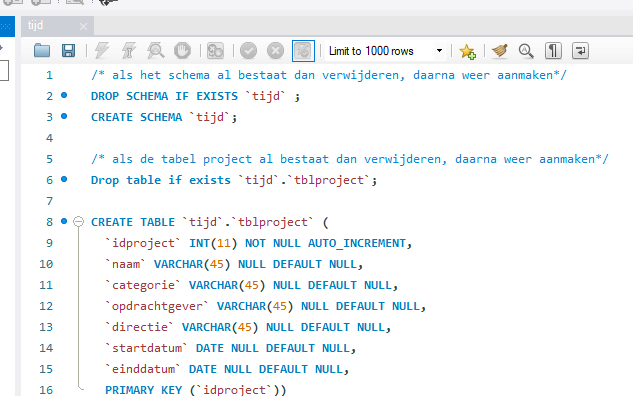 tijd
Limit to 1000 rows
1 /* als het schema al bestaat dan verwijderen, daarna weer aanmaken*/
2 DROP SCHEMA IF EXISTS `tijd` ;
3 CREATE SCHEMA `tijd`;
4
5 /* als de tabel project al bestaat dan verwijderen, daarna weer aanmaken*/
6 Drop table if exists `tijd`.`tblproject`;
7
8 CREATE TABLE `tijd`.`tblproject` (
9 `idproject` INT(11) NOT NULL AUTO_INCREMENT,
10 `naam` VARCHAR(45) NULL DEFAULT NULL,
11 `categorie` VARCHAR(45) NULL DEFAULT NULL,
12 `opdrachtgever` VARCHAR(45) NULL DEFAULT NULL,
13 `directie` VARCHAR(45) NULL DEFAULT NULL,
14 `startdatum` DATE NULL DEFAULT NULL,
15 `einddatum` DATE NULL DEFAULT NULL,
16 PRIMARY KEY (`idproject`))